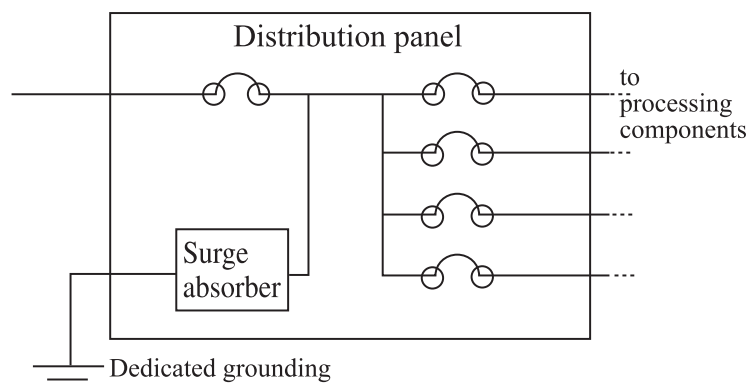 Distribution panel
to
processing
components
Surge
absorber
Dedicated grounding